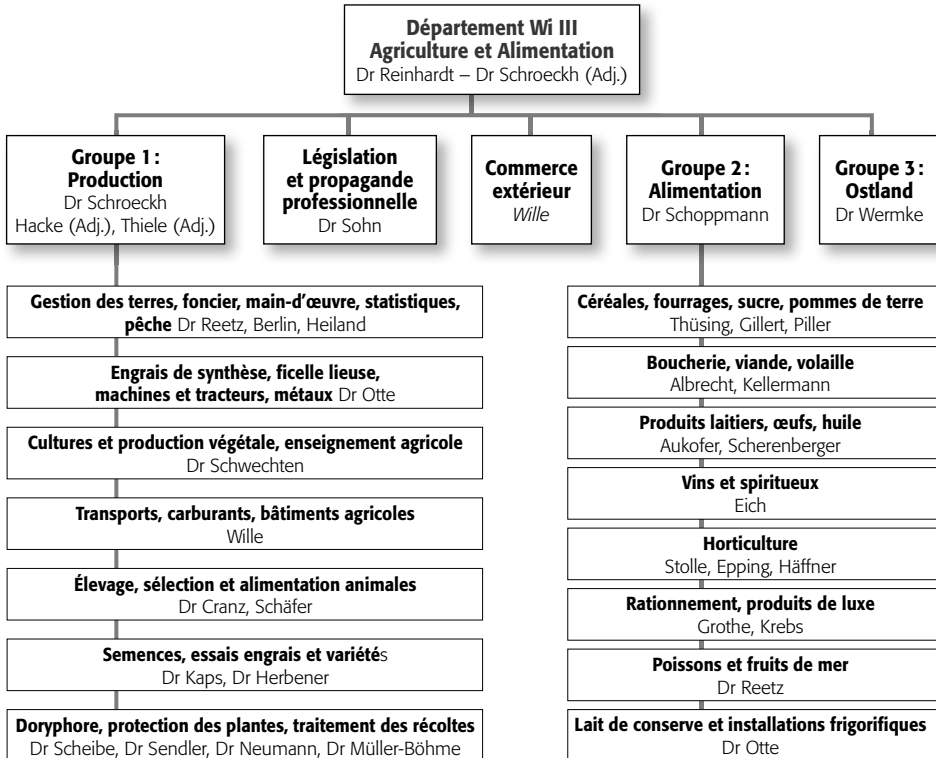 Département Wi III
Agriculture et Alimentation
Dr Reinhardt – Dr Schroeckh (Adj.)
Groupe 1 :
Production
Dr Schroeckh
Hacke (Adj.), Thiele (Adj.)
Législation
et propagande
professionnelle
Dr Sohn
Commerce
extérieur
Wille
Groupe 2 :
Alimentation
Dr Schoppmann
Groupe 3 :
Ostland
Dr Wermke
Gestion des terres, foncier, main-d'œuvre, statistiques,
pêche Dr Reetz, Berlin, Heiland
Engrais de synthèse, ficelle lieuse,
machines et tracteurs, métaux Dr Otte
Cultures et production végétale, enseignement agricole
Dr Schwechten
Transports, carburants, bâtiments agricoles
Wille
Élevage, sélection et alimentation animales
Dr Cranz, Schäfer
Semences, essais engrais et variétés
Dr Kaps, Dr Herbener
Doryphore, protection des plantes, traitement des récoltes
Dr Scheibe, Dr Sendler, Dr Neumann, Dr Müller-Böhme
Céréales, fourrages, sucre, pommes de terre
Thüsing, Gillert, Piller
Boucherie, viande, volaille
Albrecht, Kellermann
Produits laitiers, œufs, huile
Aukofer, Scherenberger
Vins et spiritueux
Eich
Horticulture
Stolle, Epping, Häffner
Rationnement, produits de luxe
Grothe, Krebs
Poissons et fruits de mer
Dr Reetz
Lait de conserve et installations frigorifiques
Dr Otte